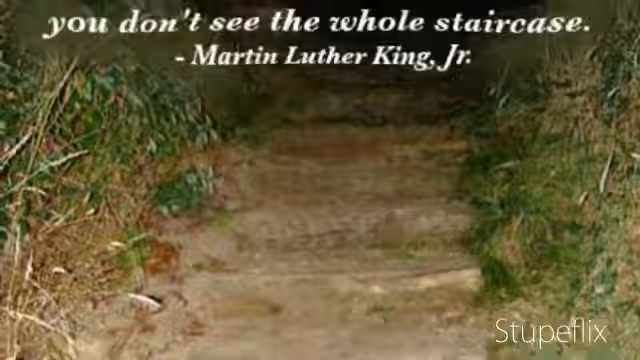 you don't see the whole staircase.
- Martin Luther King, Jr.
Stupeflix